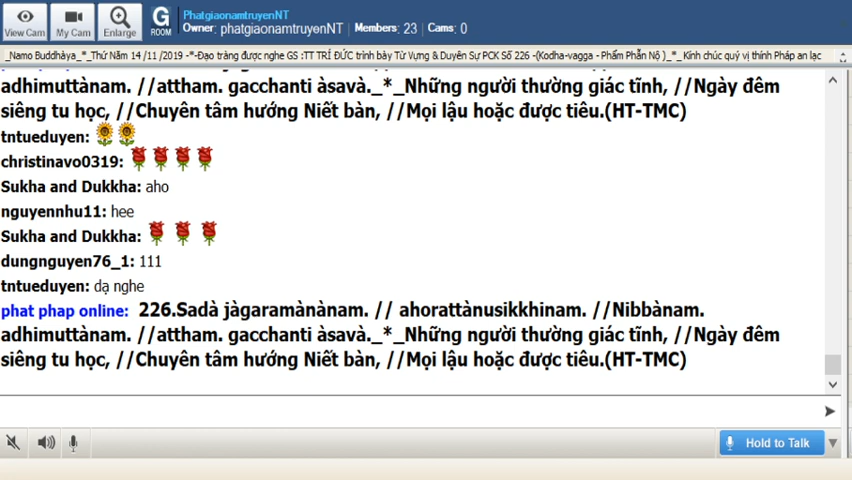 View Cam
My Cam
Enlarge
G
ROOM
PhatgiaonamtruyenNT
Owner: phatgiaonamtruyenNT | Members: 23 | Cams: 0
_Namo Buddhàya_*_Thứ Năm 14 /11 /2019 -*-Đạo tràng được nghe GS :TT TRÍ ĐỨC trình bày Từ Vựng & Duyên Sự PCK Số 226 -(Kodha-vagga - Phẩm Phẫn Nộ )_*_ Kính chúc quý vị thính Pháp an lạc
adhimuttànam. //attham. gacchanti àsavà._*_Những người thường giác tĩnh, //Ngày đêm
siêng tu học, //Chuyên tâm hướng Niết bàn, //Mọi lậu hoặc được tiêu.(HT-TMC)
tntueduyen:
christinavo0319:
Sukha and Dukkha: aho
nguyennhu11: hee
Sukha and Dukkha:
dungnguyen76_1: 111
tntueduyen: dạ nghe
phat phap online: 226.Sadà jàgaramànànam. // ahorattànusikkhinam. //Nibbànam.
adhimuttànam. //attham. gacchanti àsavà._*_Những người thường giác tĩnh, //Ngày đêm
siêng tu học, //Chuyên tâm hướng Niết bàn, //Mọi lậu hoặc được tiêu.(HT-TMC)
Hold to Talk